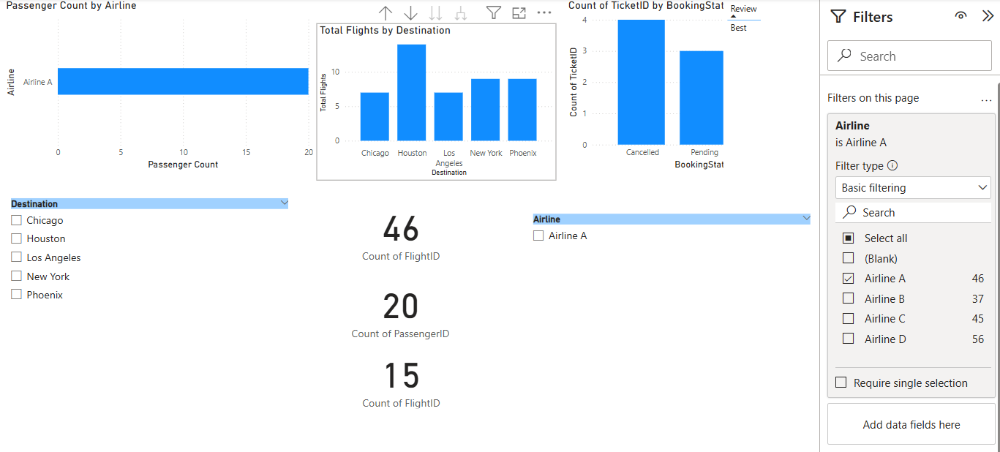 Passenger Count by Airline
Airline
Airline A
0 5 10 15 20
Passenger Count
Total Flights by Destination
Total Flights
10
5
0
Chicago Houston Los Angeles New York Phoenix
Destination
Count of TicketID by BookingStat
Count of TicketID
4
3
2
1
0
Cancelled Pending
BookingStat
Review
Best
Destination
Chicago
Houston
Los Angeles
New York
Phoenix
46
Count of FlightID
20
Count of PassengerID
15
Count of FlightID
Airline
Airline A
Filters
Search
Filters on this page
Airline
is Airline A
Filter type
Basic filtering
Search
Select all
(Blank)
Airline A 46
Airline B 37
Airline C 45
Airline D 56
Require single selection
Add data fields here